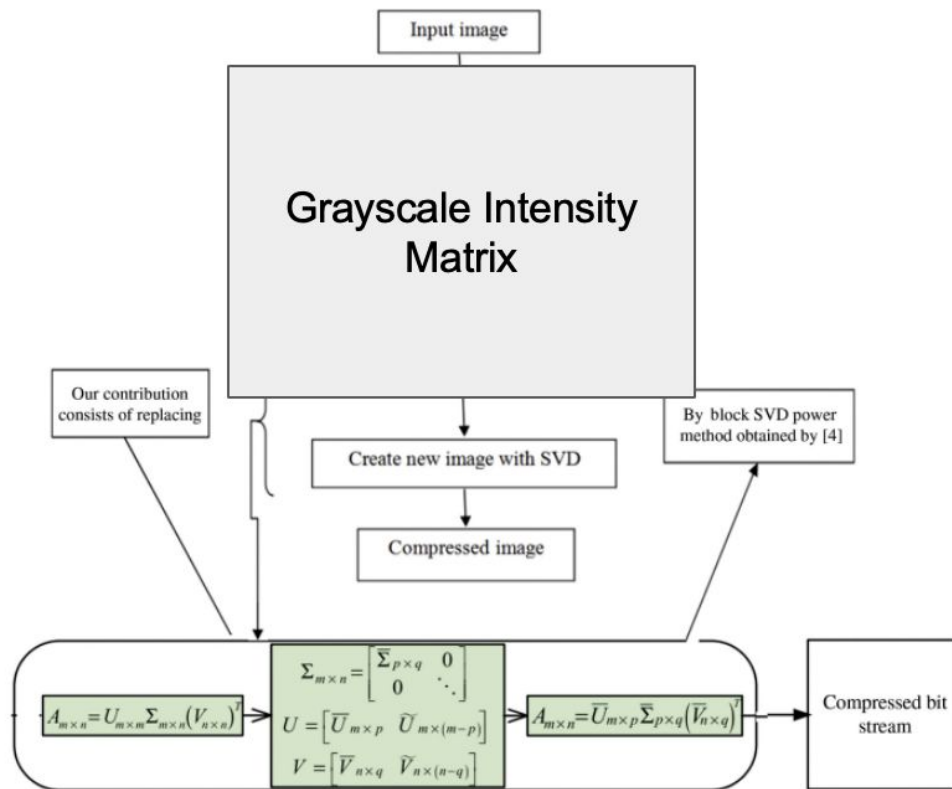 Input image
Grayscale Intensity
Matrix
Our contribution
consists of replacing
By block SVD power
method obtained by [4]
Create new image with SVD
Compressed image
A_{m×n} = U_{m×m} Σ_{m×n} (V_{n×n})^T
Σ_{m×n} = [Σ̅_{p×q} 0
0 ⋱]
U = [U̅_{m×p} Ũ_{m×(m−p)}]
V = [V̅_{n×q} Ṽ_{n×(n−q)}]
A_{m×n} = U̅_{m×p} Σ̅_{p×q} (V̅_{n×q})^T
Compressed bit
stream